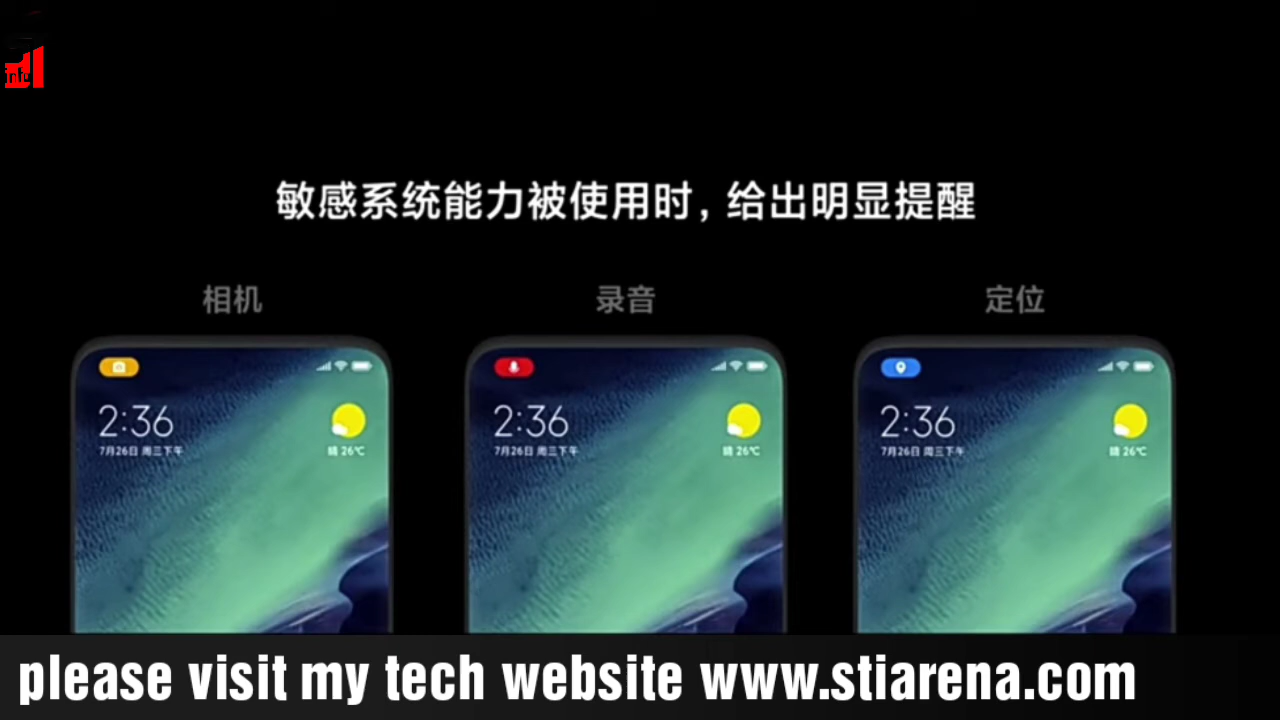 敏感系统能力被使用时，给出明显提醒
相机
录音
定位
2:36
7月26日 周三下午
晴 26℃
2:36
7月26日 周三下午
晴 26℃
2:36
7月26日 周三下午
晴 26℃
please visit my tech website www.stiarena.com